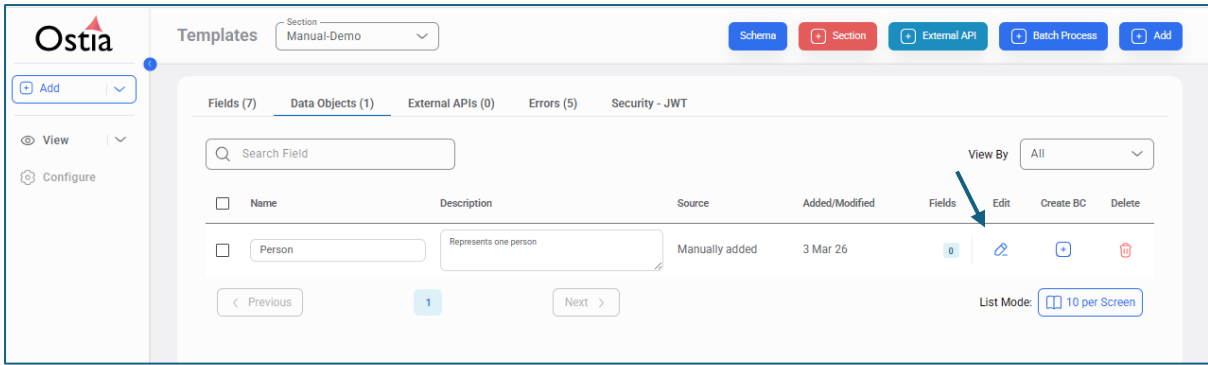 Ostia
Templates
Section
Manual-Demo
Schema
Section
External API
Batch Process
Add
Add
View
Configure
Fields (7)
Data Objects (1)
External APIs (0)
Errors (5)
Security - JWT
Search Field
View By
All
Name
Description
Source
Added/Modified
Fields
Edit
Create BC
Delete
Person
Represents one person
Manually added
3 Mar 26
0
Previous
1
Next
List Mode:
10 per Screen